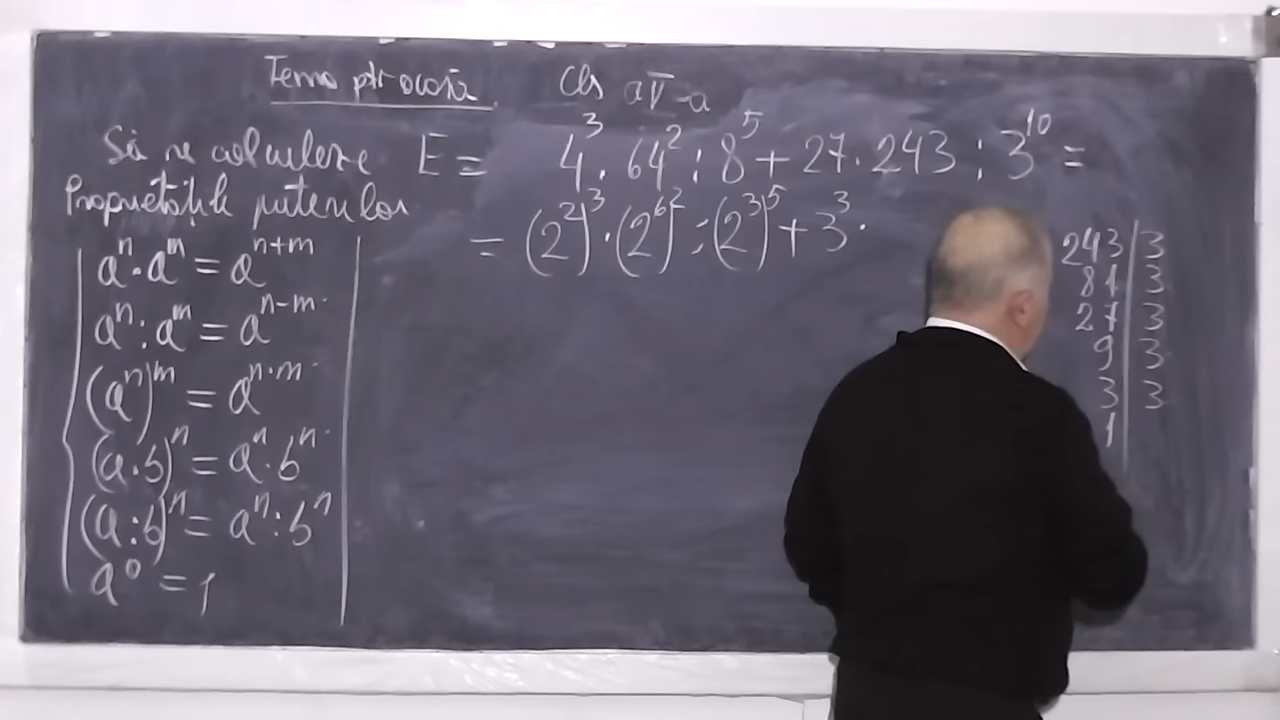 Temă ptr acasă Cls a V-a
Să se calculeze E = 4³ · 64² : 8⁵ + 27 · 243 : 3¹⁰ =
Proprietățile puterilor
= (2²)³ · (2⁶)² : (2³)⁵ + 3³ ·
aⁿ · aᵐ = aⁿ⁺ᵐ
aⁿ : aᵐ = aⁿ⁻ᵐ
(aⁿ)ᵐ = aⁿ·ᵐ
(a · b)ⁿ = aⁿ · bⁿ
(a : b)ⁿ = aⁿ : bⁿ
a⁰ = 1
243 | 3
81 | 3
27 | 3
9 | 3
3 | 3
1 |